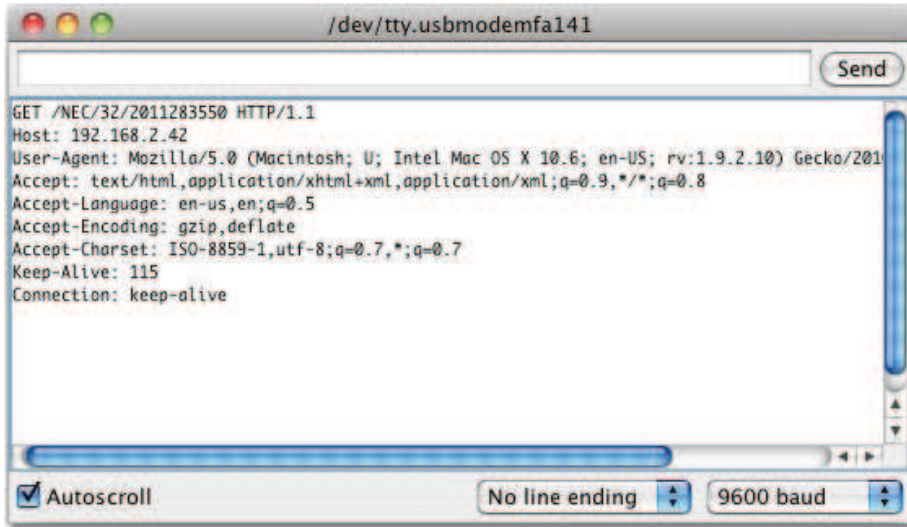 /dev/tty.usbmodemfa141
Send
GET /NEC/32/2011283550 HTTP/1.1
Host: 192.168.2.42
User-Agent: Mozilla/5.0 (Macintosh; U; Intel Mac OS X 10.6; en-US; rv:1.9.2.10) Gecko/201
Accept: text/html,application/xhtml+xml,application/xml;q=0.9,*/*;q=0.8
Accept-Language: en-us,en;q=0.5
Accept-Encoding: gzip,deflate
Accept-Charset: ISO-8859-1,utf-8;q=0.7,*;q=0.7
Keep-Alive: 115
Connection: keep-alive
Autoscroll
No line ending
9600 baud